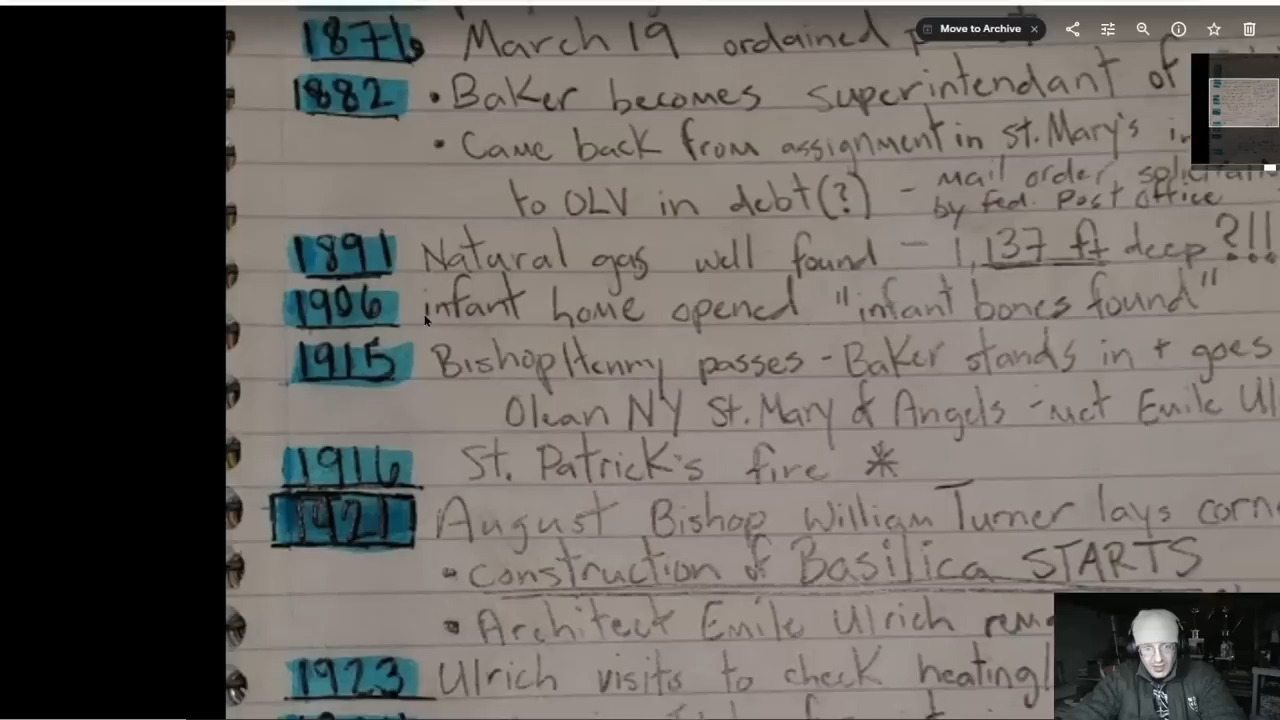 Move to Archive
1876 March 19 ordained
1882 • Baker becomes superintendant of
• Came back from assignment in St. Mary's in
to OLV in debt(?) - mail order
by fed. Post Office
1891 Natural gas well found - 1,137 ft deep?!!
1906 infant home opened "infant bones found"
1915 Bishop Henry passes - Baker stands in + goes
Olean NY St. Mary of Angels - met Emile Ul
1916 St. Patrick's fire *
1921 August Bishop William Turner lays corn
• construction of Basilica STARTS
• Architect Emile Ulrich
1923 Ulrich visits to check heating